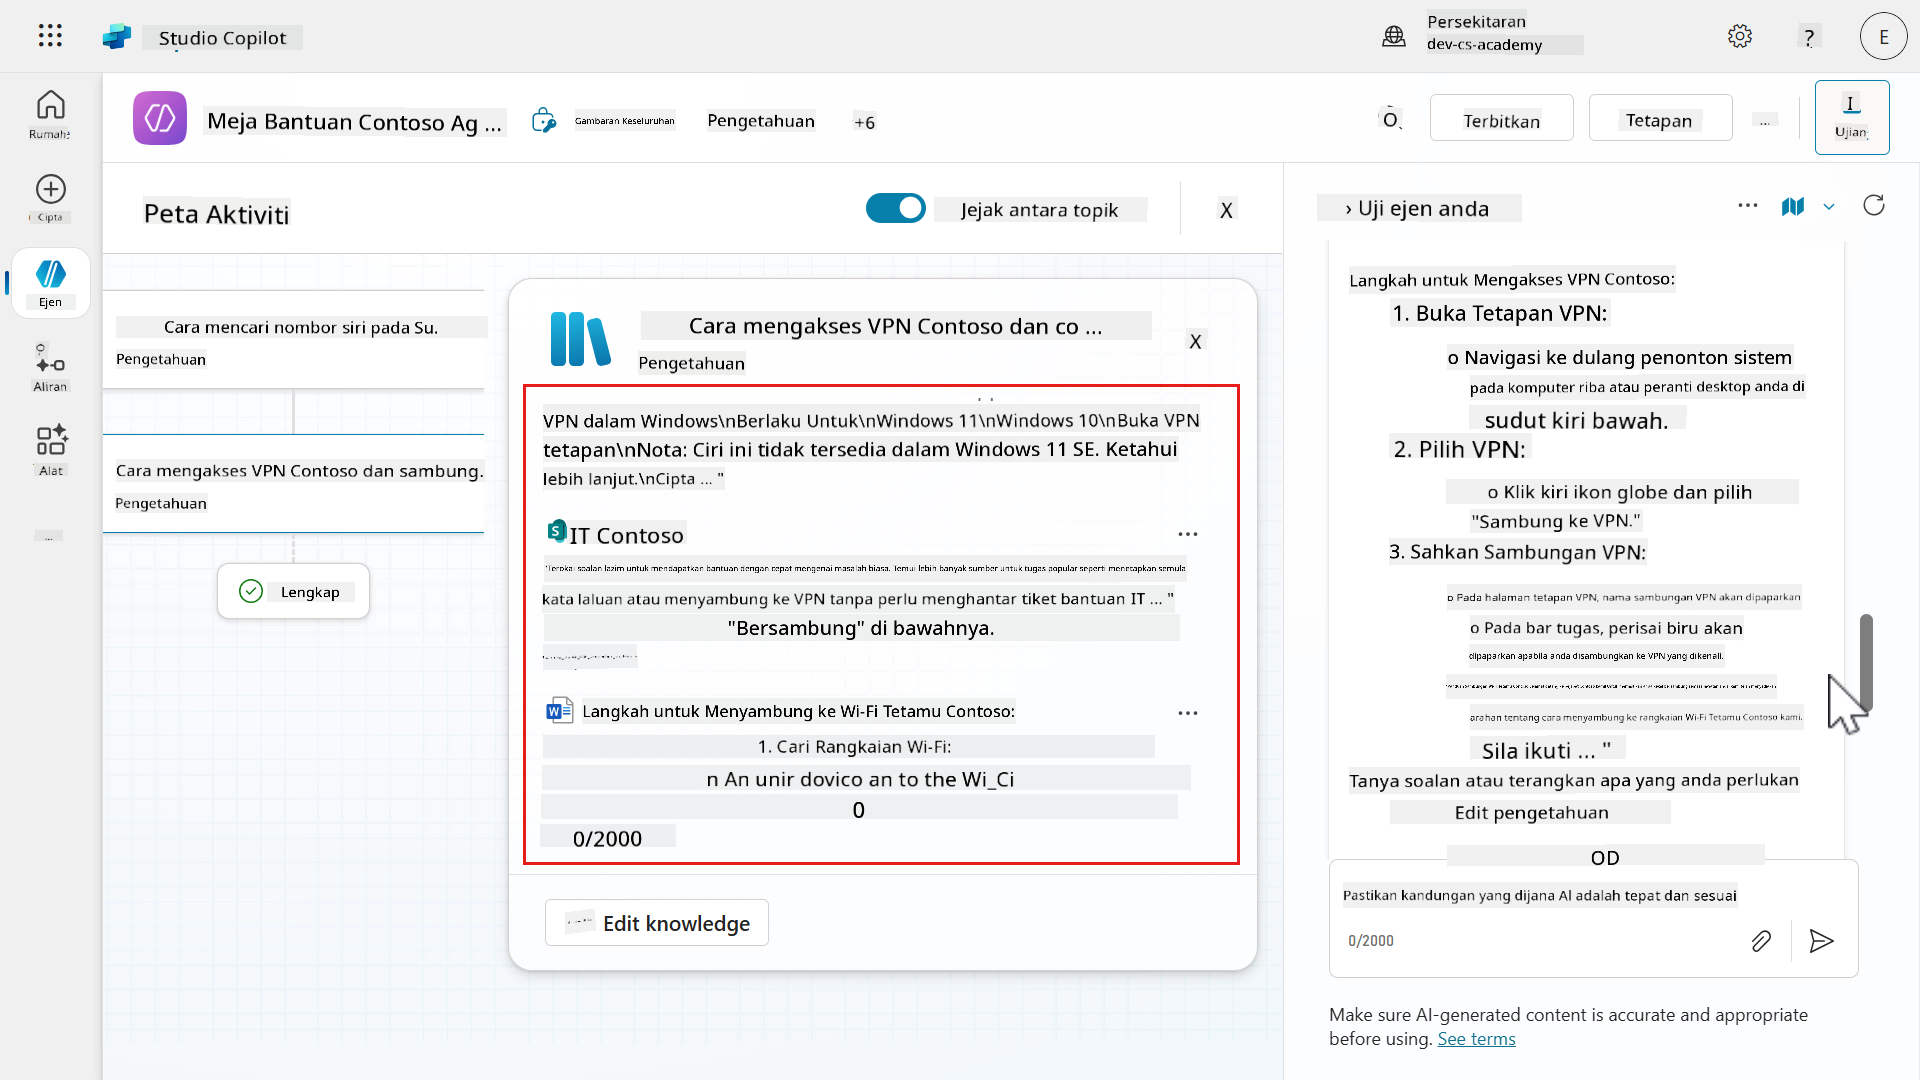 Studio Copilot
Persekitaran
dev-cs-academy
?
E
Rumah
Cipta
Ejen
Aliran
Alat
...
Meja Bantuan Contoso Ag ...
Gambaran Keseluruhan
Pengetahuan
+6
Terbitkan
Tetapan
...
Ujian
Peta Aktiviti
Jejak antara topik
X
Cara mencari nombor siri pada Su.
Pengetahuan
Cara mengakses VPN Contoso dan sambung.
Pengetahuan
Lengkap
Cara mengakses VPN Contoso dan co ...
Pengetahuan
X
VPN dalam Windows\nBerlaku Untuk\nWindows 11\nWindows 10\nBuka VPN
tetapan\nNota: Ciri ini tidak tersedia dalam Windows 11 SE. Ketahui
lebih lanjut.\nCipta ... "
IT Contoso
"Terokai soalan lazim untuk mendapatkan bantuan dengan cepat mengenai masalah biasa. Temui lebih banyak sumber untuk tugas popular seperti menetapkan semula
kata laluan atau menyambung ke VPN tanpa perlu menghantar tiket bantuan IT ... "
"Bersambung" di bawahnya.
Langkah untuk Menyambung ke Wi-Fi Tetamu Contoso:
1. Cari Rangkaian Wi-Fi:
n An unir dovico an to the Wi_Ci
0
0/2000
Edit knowledge
› Uji ejen anda
Langkah untuk Mengakses VPN Contoso:
1. Buka Tetapan VPN:
o Navigasi ke dulang penonton sistem
pada komputer riba atau peranti desktop anda di
sudut kiri bawah.
2. Pilih VPN:
o Klik kiri ikon globe dan pilih
"Sambung ke VPN."
3. Sahkan Sambungan VPN:
o Pada halaman tetapan VPN, nama sambungan VPN akan dipaparkan
o Pada bar tugas, perisai biru akan
dipaparkan apabila anda disambungkan ke VPN yang dikenali.
arahan tentang cara menyambung ke rangkaian Wi-Fi Tetamu Contoso kami.
Sila ikuti ... "
Tanya soalan atau terangkan apa yang anda perlukan
Edit pengetahuan
OD
Pastikan kandungan yang dijana AI adalah tepat dan sesuai
0/2000
Make sure AI-generated content is accurate and appropriate
before using. See terms